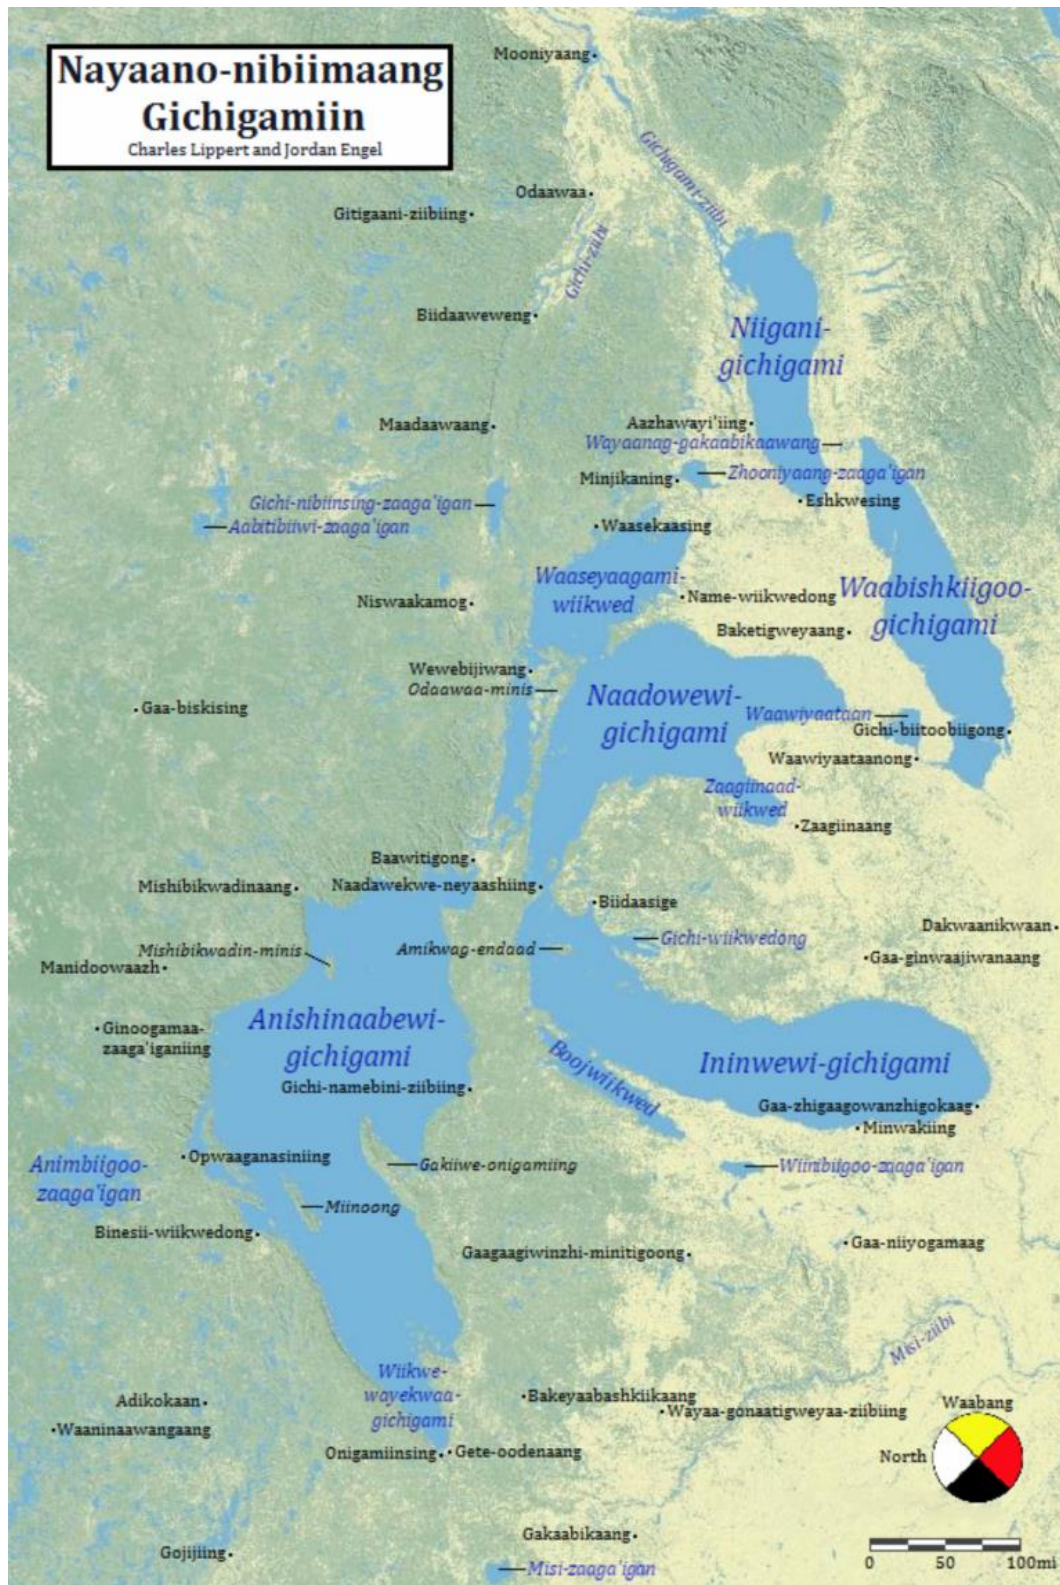 Nayaano-nibiimaang
Gichigamiin
Charles Lippert and Jordan Engel
Mooniyaang
Gichigami-ziibi
Odaawaa
Gitigaani-ziibiing
Gichi-ziibi
Biidaaweweng
Niigani-
gichigami
Maadaawaang
Aazhawayi'iing
Wayaanag-gakaabikaawang
Minjikaning
Zhooniyaang-zaaga'igan
Gichi-nibiinsing-zaaga'igan
Eshkwesing
Aabitibiiwi-zaaga'igan
Waasekaasing
Waaseyaagami-
wiikwed
Waabishkiigoo-
gichigami
Niswaakamog
Name-wiikwedong
Baketigweyaang
Wewebijiwang
Odaawaa-minis
Naadowewi-
gichigami
Gaa-biskising
Waawiyaataan
Gichi-biitoobiigong
Waawiyaataanong
Zaagiinaad-
wiikwed
Zaagiinaang
Baawitigong
Mishibikwadinaang
Naadawekwe-neyaashiing
Biidaasige
Dakwaanikwaan
Mishibikwadin-minis
Amikwag-endaad
Gichi-wiikwedong
Manidoowaazh
Gaa-ginwaajiwanaang
Ginoogamaa-
zaaga'iganiing
Anishinaabewi-
gichigami
Boojwiikwed
Ininwewi-gichigami
Gichi-namebini-ziibiing
Gaa-zhigaagowanzhigokaag
Minwakiing
Animbiigoo-
zaaga'igan
Opwaaganasiniing
Gakiiwe-onigamiing
Wiinibiigoo-zaaga'igan
Miinoong
Binesii-wiikwedong
Gaagaagiwinzhi-minitigoong
Gaa-niiyogamaag
Misi-ziibi
Wiikwe-
wayekwaa-
gichigami
Adikokaan
Bakeyaabashkiikaang
Waaninaawangaang
Wayaa-gonaatigweyaa-ziibiing
Waabang
Onigamiinsing
Gete-oodenaang
North
Gakaabikaang
Gojijiing
Misi-zaaga'igan
0 50 100mi